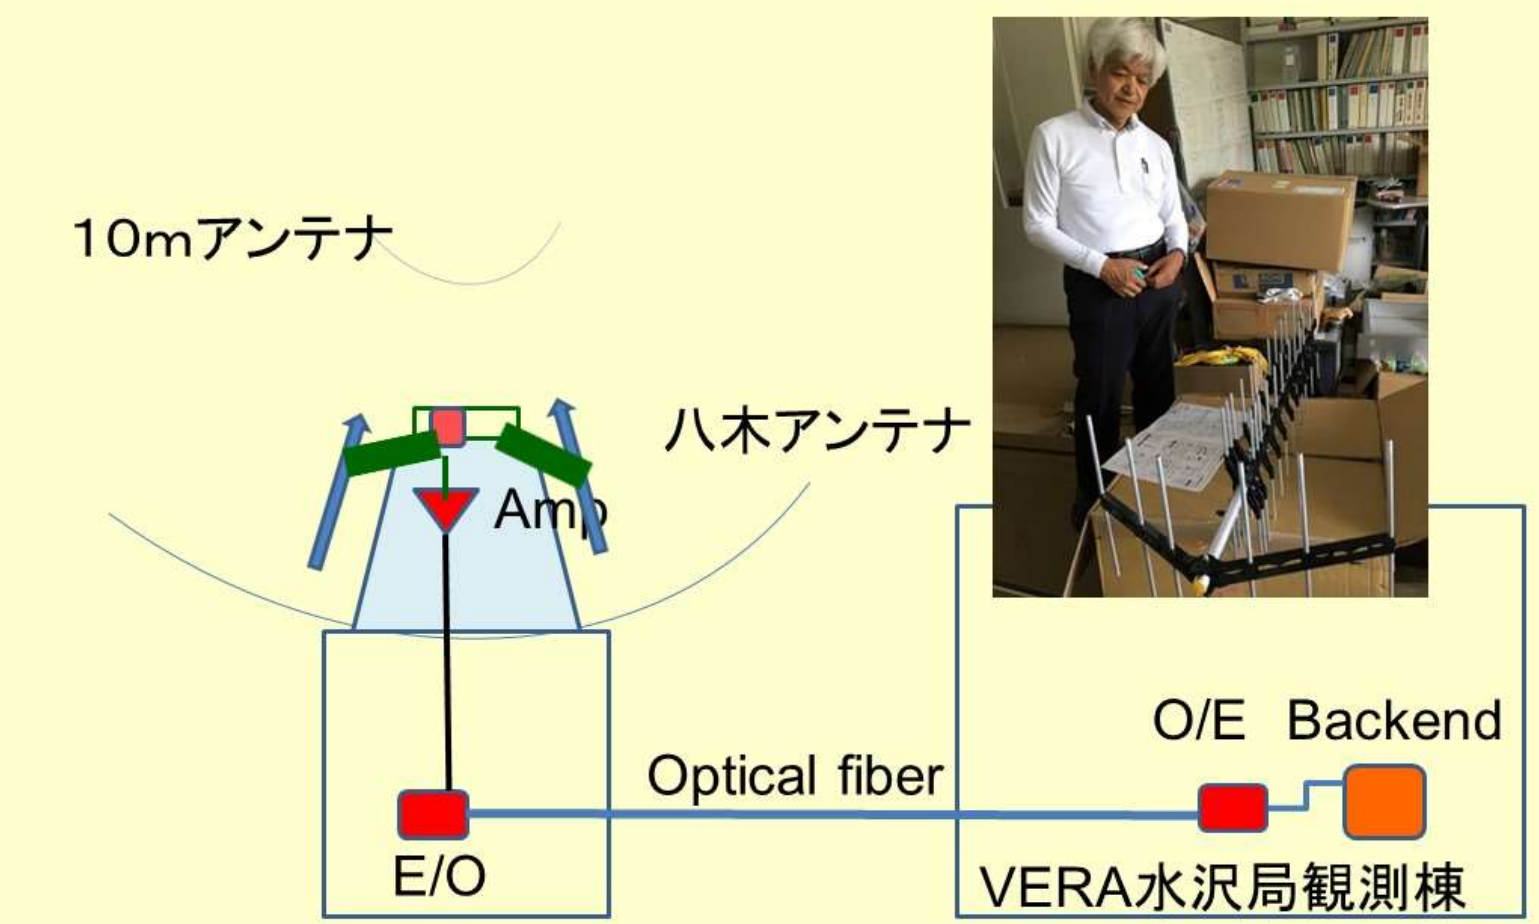 １０ｍアンテナ
八木アンテナ
Amp
O/E Backend
Optical fiber
E/O
VERA水沢局観測棟